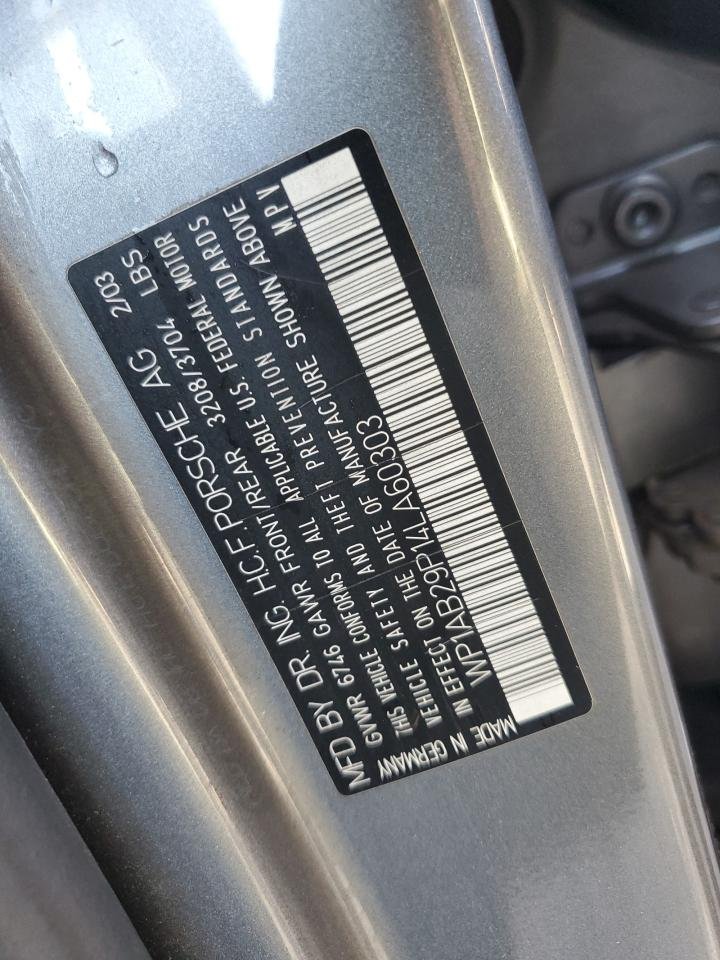 MFD BY DR. ING HC.F PORSCHE AG 2/03
GVWR 6746 GAWR FRONT/REAR 3208/3704 LBS
THIS VEHICLE CONFORMS TO ALL APPLICABLE U.S. FEDERAL MOTOR
VEHICLE SAFETY AND THEFT PREVENTION STANDARDS
IN EFFECT ON THE DATE OF MANUFACTURE SHOWN ABOVE
WP1AB29P14LA60303 MPV
MADE IN GERMANY